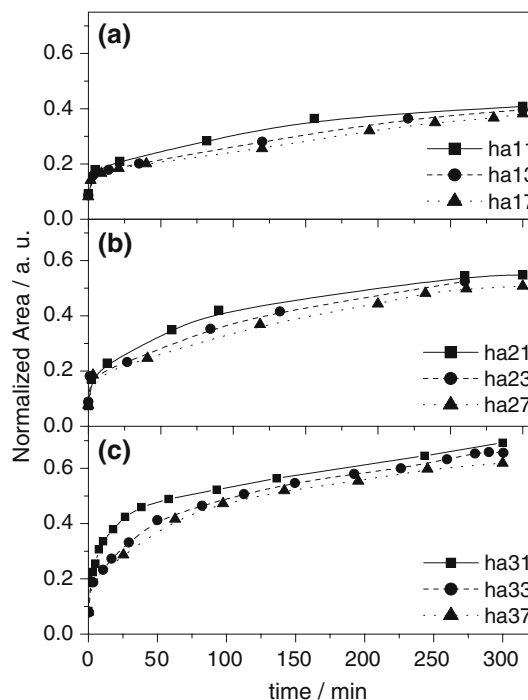 (a)
0.6
0.4
0.2
0.0
ha11
ha13
ha17
(b)
0.6
0.4
0.2
0.0
ha21
ha23
ha27
(c)
0.6
0.4
0.2
0.0
ha31
ha33
ha37
Normalized Area / a. u.
0 50 100 150 200 250 300
time / min